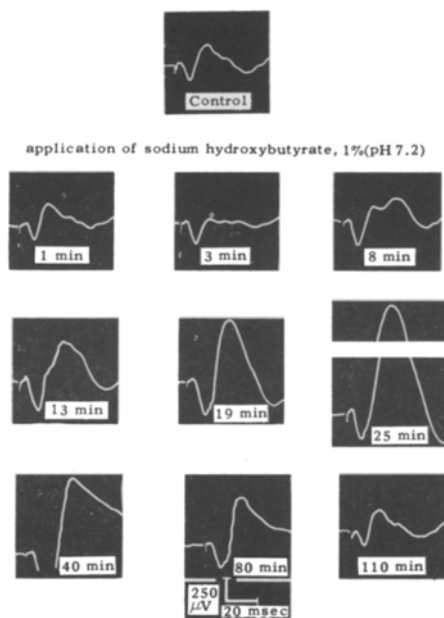 Control
application of sodium hydroxybutyrate, 1%(pH 7.2)
1 min
3 min
8 min
13 min
19 min
25 min
40 min
80 min
110 min
250
μV
20 msec